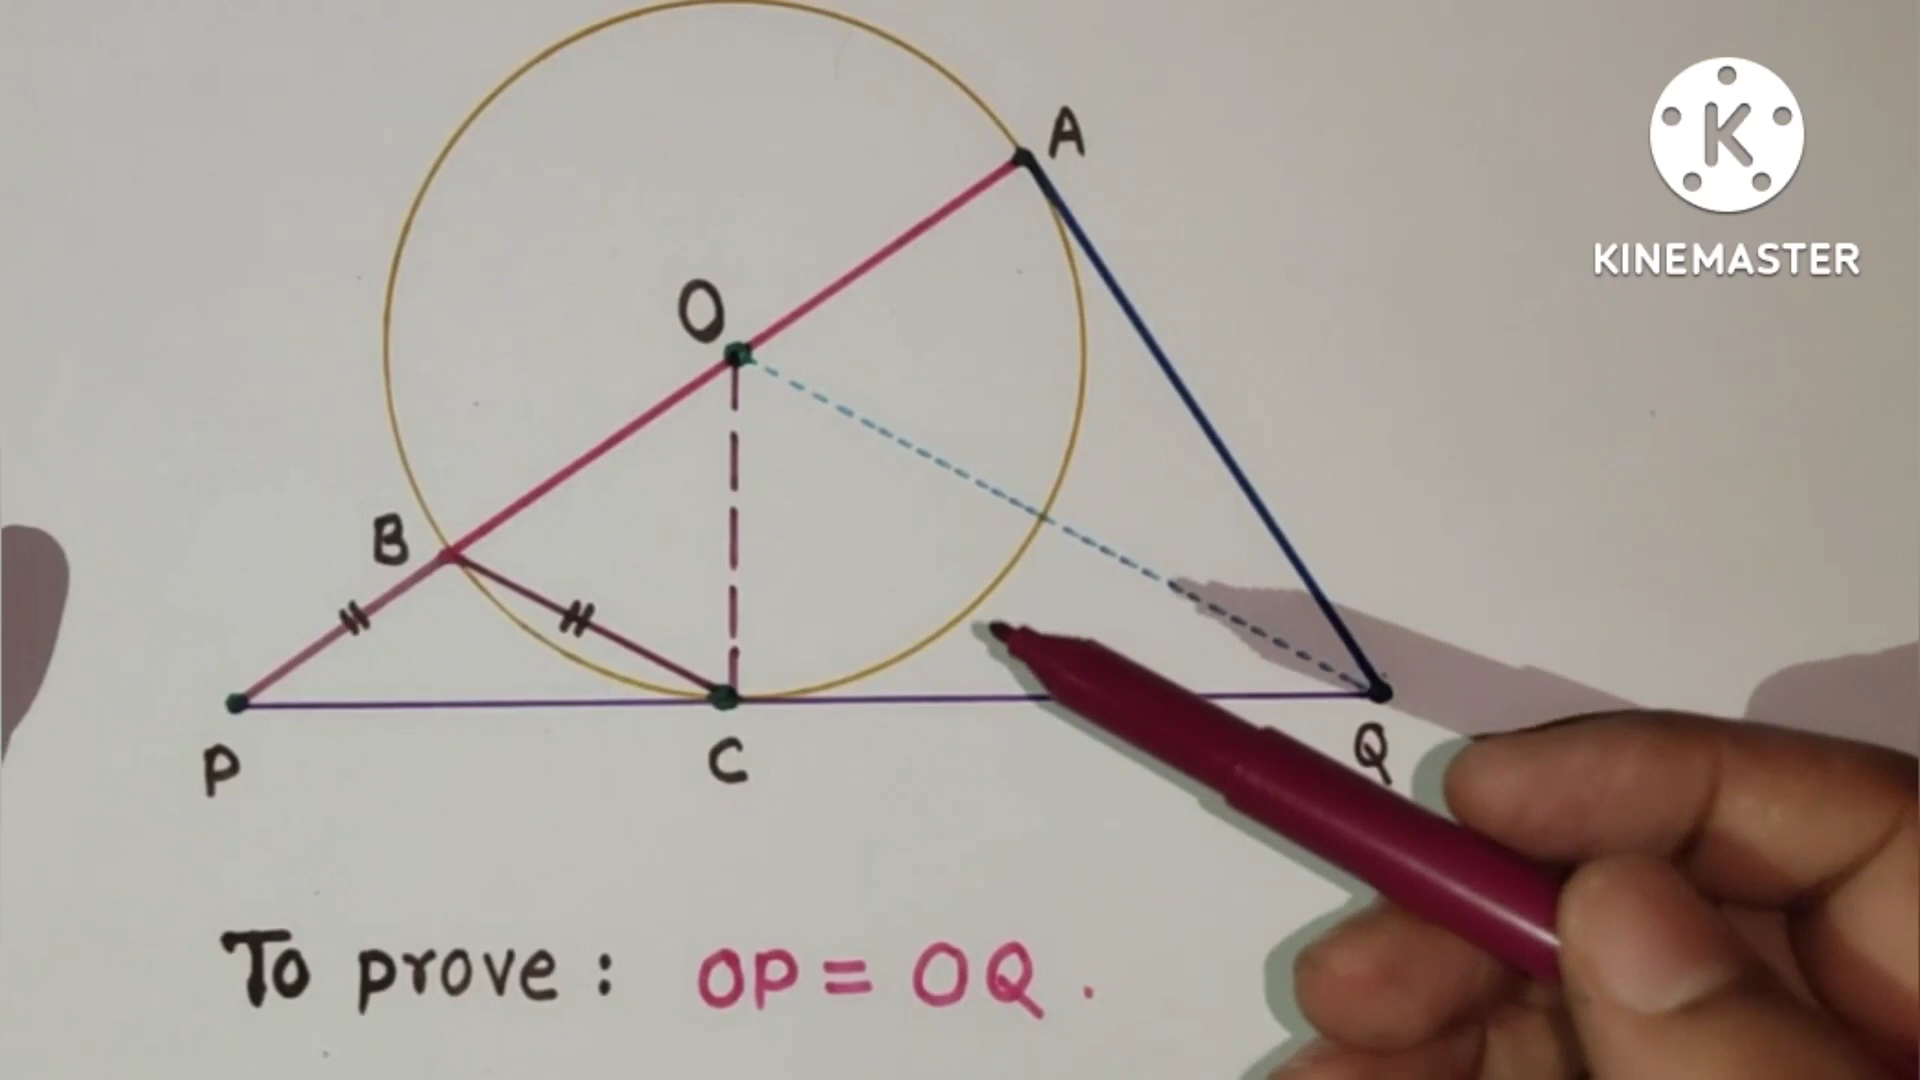 A
K
KINEMASTER
O
B
P
C
Q
To prove : OP = OQ .